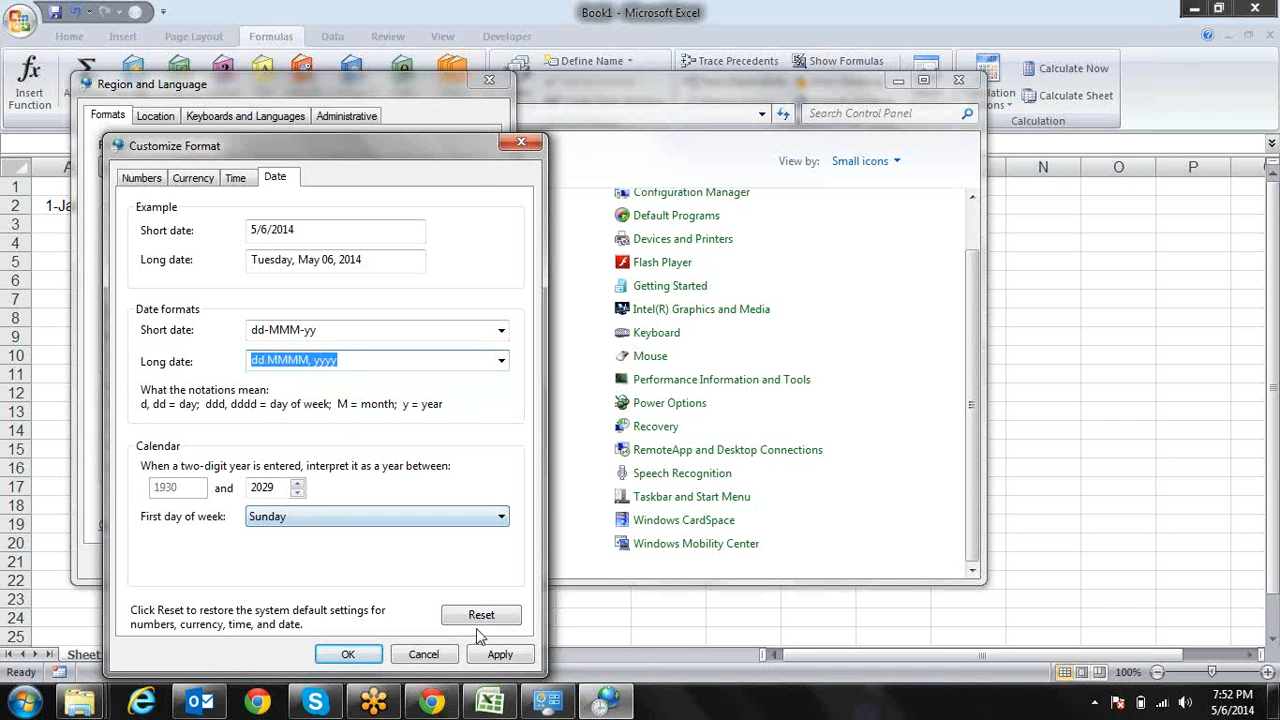 Book1 - Microsoft Excel
Home Insert Page Layout Formulas Data Review View Developer
Insert
Function
Define Name
Trace Precedents
Show Formulas
Calculate Now
Calculate Sheet
Calculation
Search Control Panel
View by: Small icons
Configuration Manager
Default Programs
Devices and Printers
Flash Player
Getting Started
Intel(R) Graphics and Media
Keyboard
Mouse
Performance Information and Tools
Power Options
Recovery
RemoteApp and Desktop Connections
Speech Recognition
Taskbar and Start Menu
Windows CardSpace
Windows Mobility Center
Region and Language
Formats Location Keyboards and Languages Administrative
Customize Format
Numbers Currency Time Date
Example
Short date: 5/6/2014
Long date: Tuesday, May 06, 2014
Date formats
Short date: dd-MMM-yy
Long date: dd.MMMM, yyyy
What the notations mean:
d, dd = day; ddd, dddd = day of week; M = month; y = year
Calendar
When a two-digit year is entered, interpret it as a year between:
1930 and 2029
First day of week: Sunday
Click Reset to restore the system default settings for
numbers, currency, time, and date.
Reset
OK Cancel Apply
N O P
1
2
3
4
5
6
7
8
9
10
11
12
13
14
15
16
17
18
19
20
21
22
23
24
25
Ready
100%
7:52 PM
5/6/2014